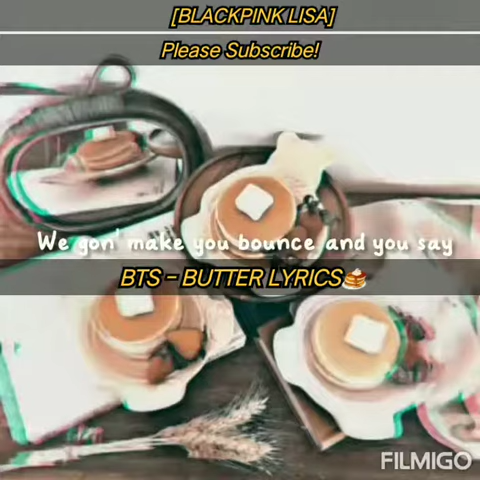 [BLACKPINK LISA]
Please Subscribe!
We gon' make you bounce and you say
BTS - BUTTER LYRICS🥞
FILMIGO